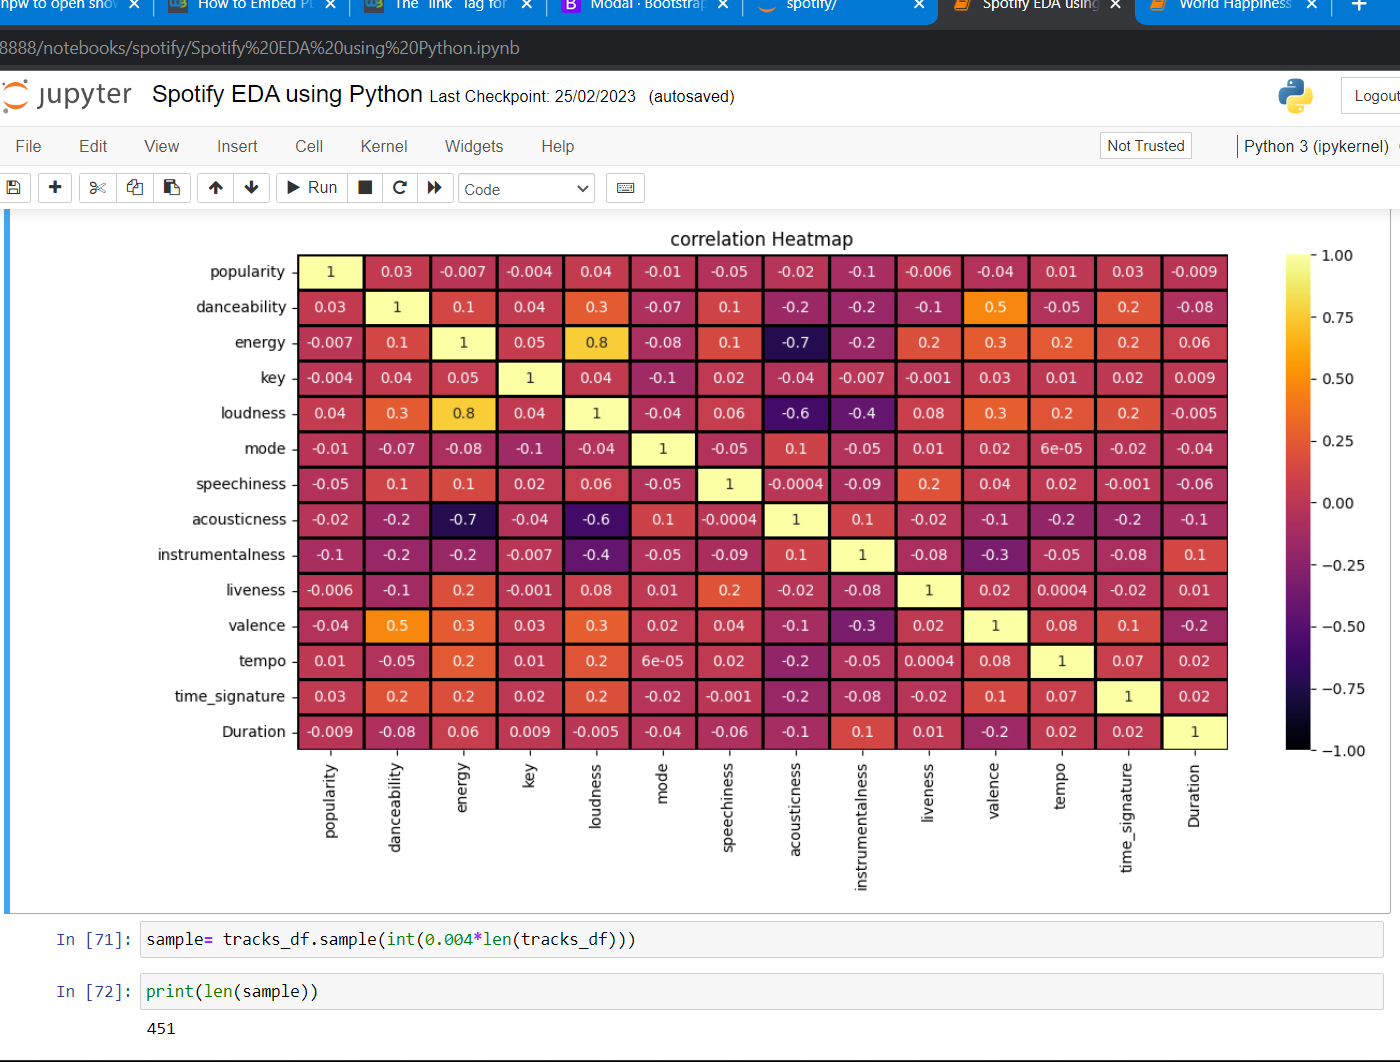 npw to open sho
How to Embed P
The "link" Tag for
Modal · Bootstrap
spotify/
Spotify EDA using
World Happiness
8888/notebooks/spotify/Spotify%20EDA%20using%20Python.ipynb
jupyter Spotify EDA using Python Last Checkpoint: 25/02/2023 (autosaved) Logout
File Edit View Insert Cell Kernel Widgets Help Not Trusted Python 3 (ipykernel)
Run Code
correlation Heatmap
popularity 1 0.03 -0.007 -0.004 0.04 -0.01 -0.05 -0.02 -0.1 -0.006 -0.04 0.01 0.03 -0.009
danceability 0.03 1 0.1 0.04 0.3 -0.07 0.1 -0.2 -0.2 -0.1 0.5 -0.05 0.2 -0.08
energy -0.007 0.1 1 0.05 0.8 -0.08 0.1 -0.7 -0.2 0.2 0.3 0.2 0.2 0.06
key -0.004 0.04 0.05 1 0.04 -0.1 0.02 -0.04 -0.007 -0.001 0.03 0.01 0.02 0.009
loudness 0.04 0.3 0.8 0.04 1 -0.04 0.06 -0.6 -0.4 0.08 0.3 0.2 0.2 -0.005
mode -0.01 -0.07 -0.08 -0.1 -0.04 1 -0.05 0.1 -0.05 0.01 0.02 6e-05 -0.02 -0.04
speechiness -0.05 0.1 0.1 0.02 0.06 -0.05 1 -0.0004 -0.09 0.2 0.04 0.02 -0.001 -0.06
acousticness -0.02 -0.2 -0.7 -0.04 -0.6 0.1 -0.0004 1 0.1 -0.02 -0.1 -0.2 -0.2 -0.1
instrumentalness -0.1 -0.2 -0.2 -0.007 -0.4 -0.05 -0.09 0.1 1 -0.08 -0.3 -0.05 -0.08 0.1
liveness -0.006 -0.1 0.2 -0.001 0.08 0.01 0.2 -0.02 -0.08 1 0.02 0.0004 -0.02 0.01
valence -0.04 0.5 0.3 0.03 0.3 0.02 0.04 -0.1 -0.3 0.02 1 0.08 0.1 -0.2
tempo 0.01 -0.05 0.2 0.01 0.2 6e-05 0.02 -0.2 -0.05 0.0004 0.08 1 0.07 0.02
time_signature 0.03 0.2 0.2 0.02 0.2 -0.02 -0.001 -0.2 -0.08 -0.02 0.1 0.07 1 0.02
Duration -0.009 -0.08 0.06 0.009 -0.005 -0.04 -0.06 -0.1 0.1 0.01 -0.2 0.02 0.02 1
popularity danceability energy key loudness mode speechiness acousticness instrumentalness liveness valence tempo time_signature Duration
1.00
0.75
0.50
0.25
0.00
−0.25
−0.50
−0.75
−1.00
In [71]: sample= tracks_df.sample(int(0.004*len(tracks_df)))
In [72]: print(len(sample))
451